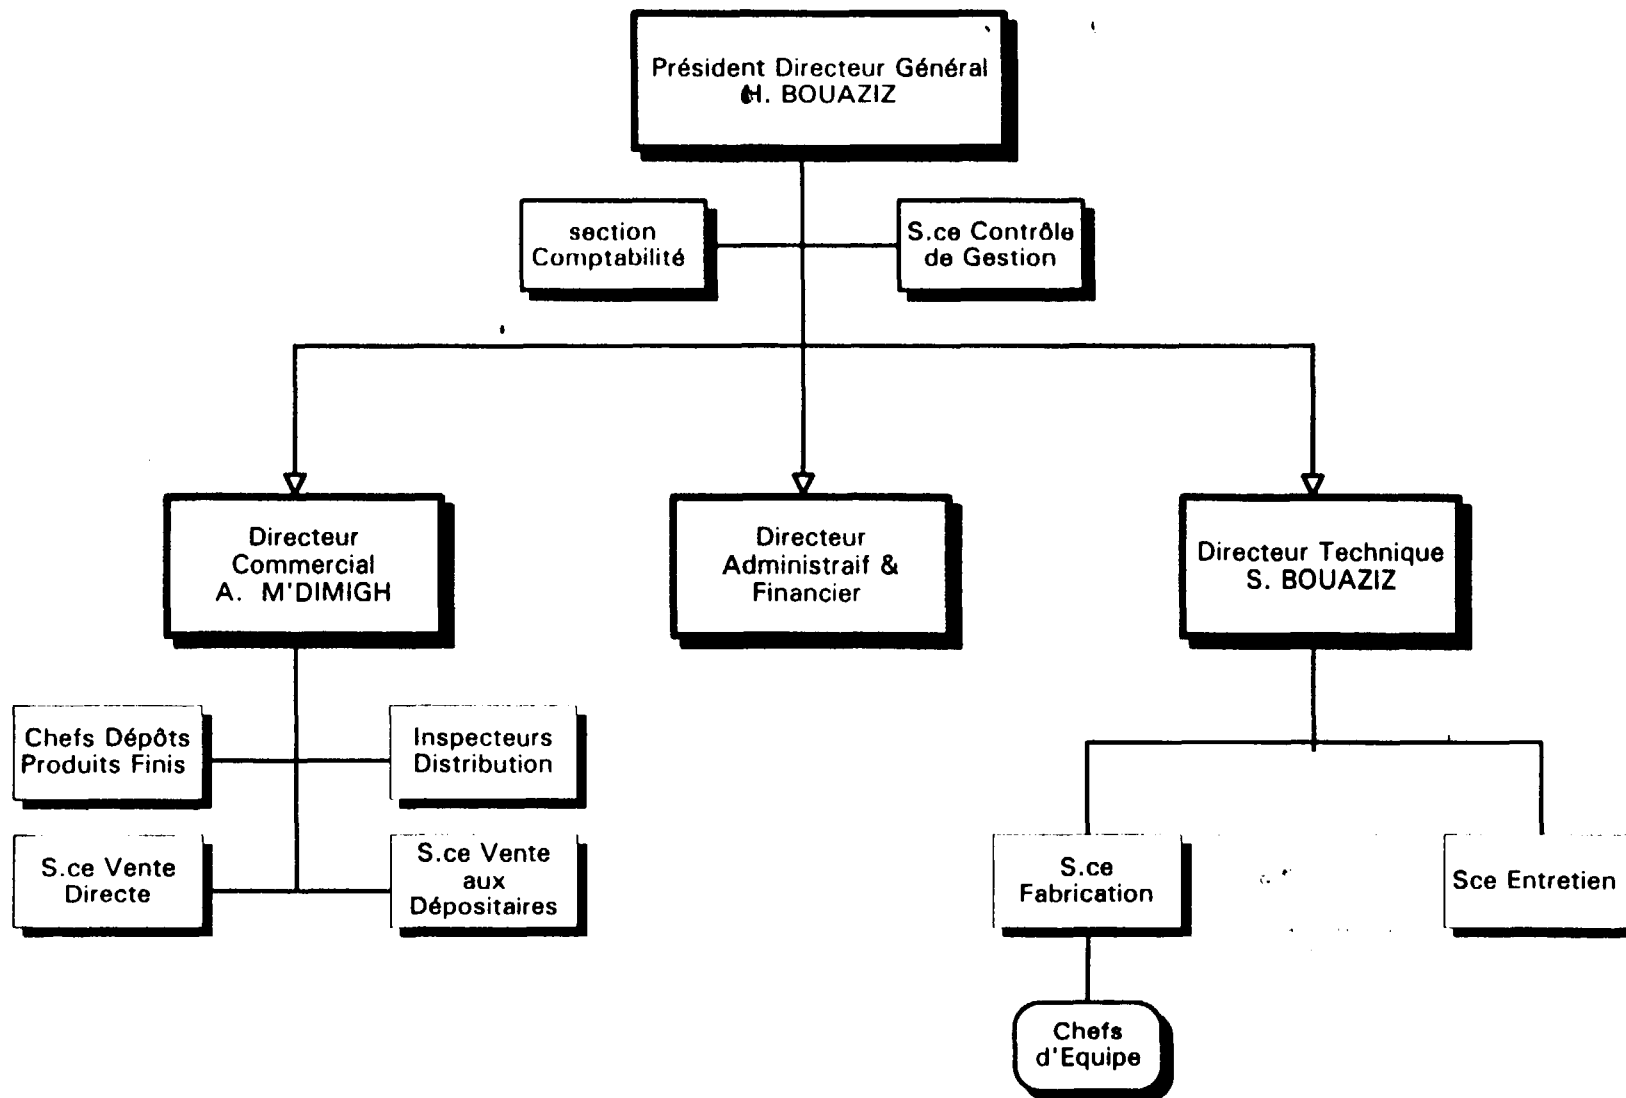 Président Directeur Général
H. BOUAZIZ
section
Comptabilité
S.ce Contrôle
de Gestion
Directeur
Commercial
A. M'DIMIGH
Directeur
Administraif &
Financier
Directeur Technique
S. BOUAZIZ
Chefs Dépôts
Produits Finis
Inspecteurs
Distribution
S.ce Vente
Directe
S.ce Vente
aux
Dépositaires
S.ce
Fabrication
Sce Entretien
Chefs
d'Equipe